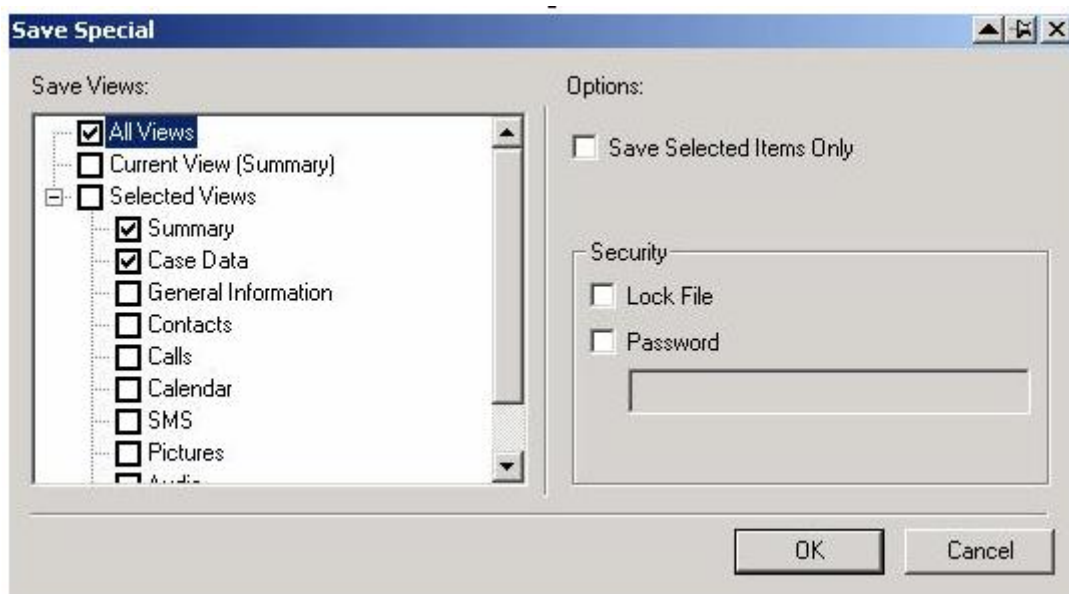 Save Special
Save Views:
All Views
Current View (Summary)
Selected Views
Summary
Case Data
General Information
Contacts
Calls
Calendar
SMS
Pictures
Options:
Save Selected Items Only
Security
Lock File
Password
OK
Cancel